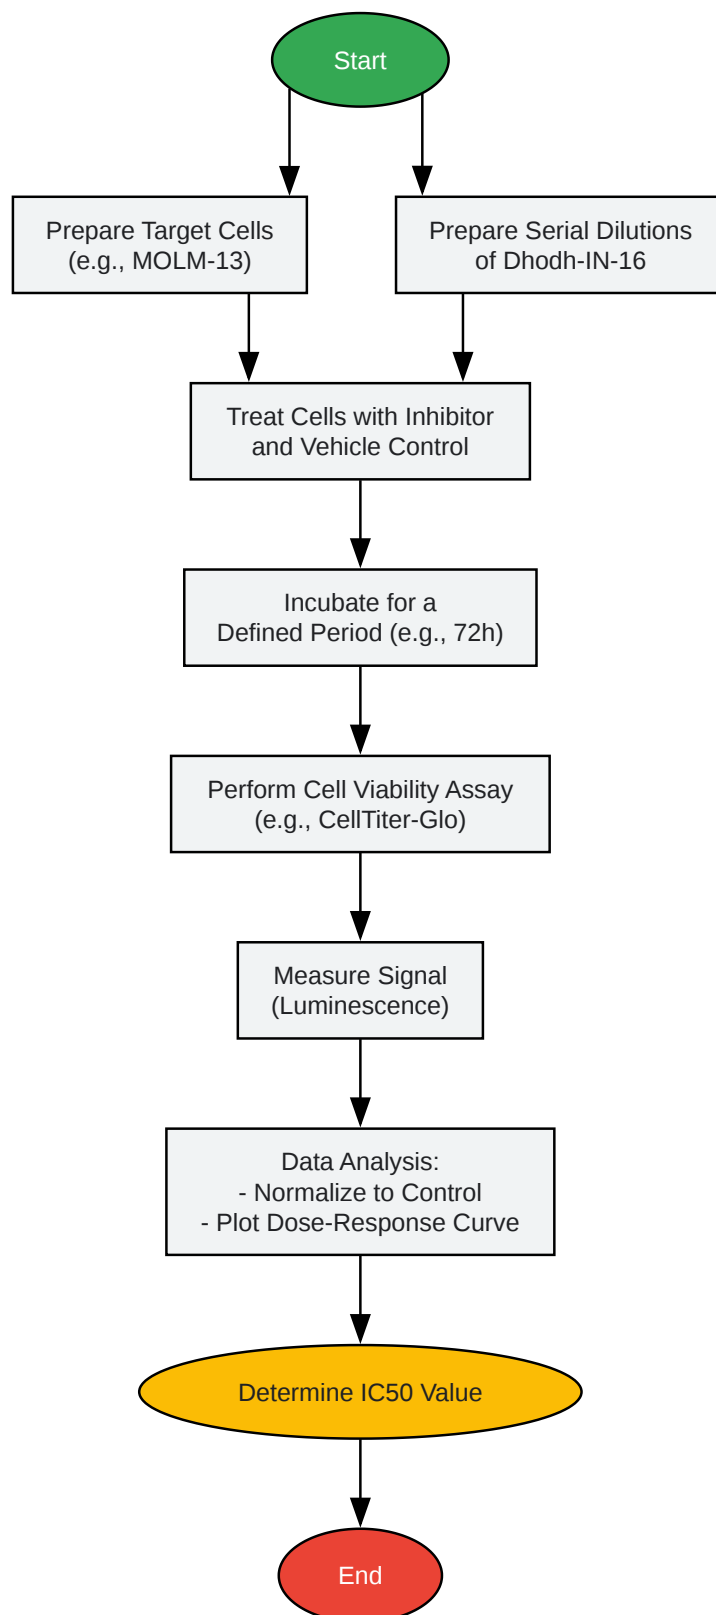 Start
Prepare Target Cells
(e.g., MOLM-13)
Prepare Serial Dilutions
of Dhodh-IN-16
Treat Cells with Inhibitor
and Vehicle Control
Incubate for a
Defined Period (e.g., 72h)
Perform Cell Viability Assay
(e.g., CellTiter-Glo)
Measure Signal
(Luminescence)
Data Analysis:
- Normalize to Control
- Plot Dose-Response Curve
Determine IC50 Value
End